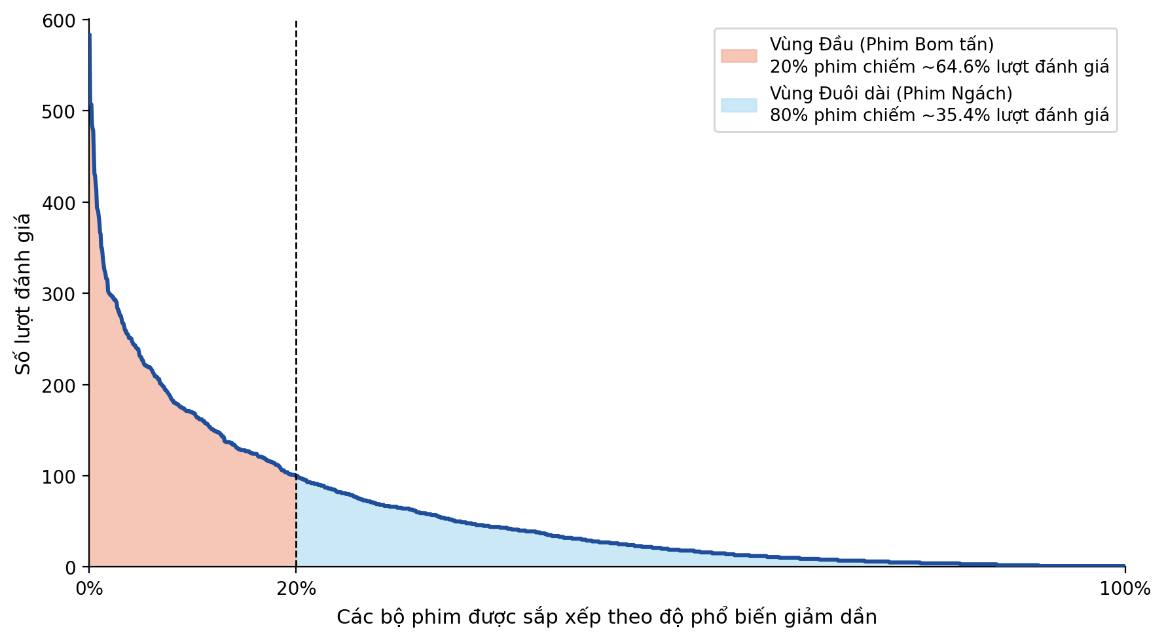 600
500
400
300
200
100
0
Số lượt đánh giá
Vùng Đầu (Phim Bom tấn)
20% phim chiếm ~64.6% lượt đánh giá
Vùng Đuôi dài (Phim Ngách)
80% phim chiếm ~35.4% lượt đánh giá
0%
20%
100%
Các bộ phim được sắp xếp theo độ phổ biến giảm dần